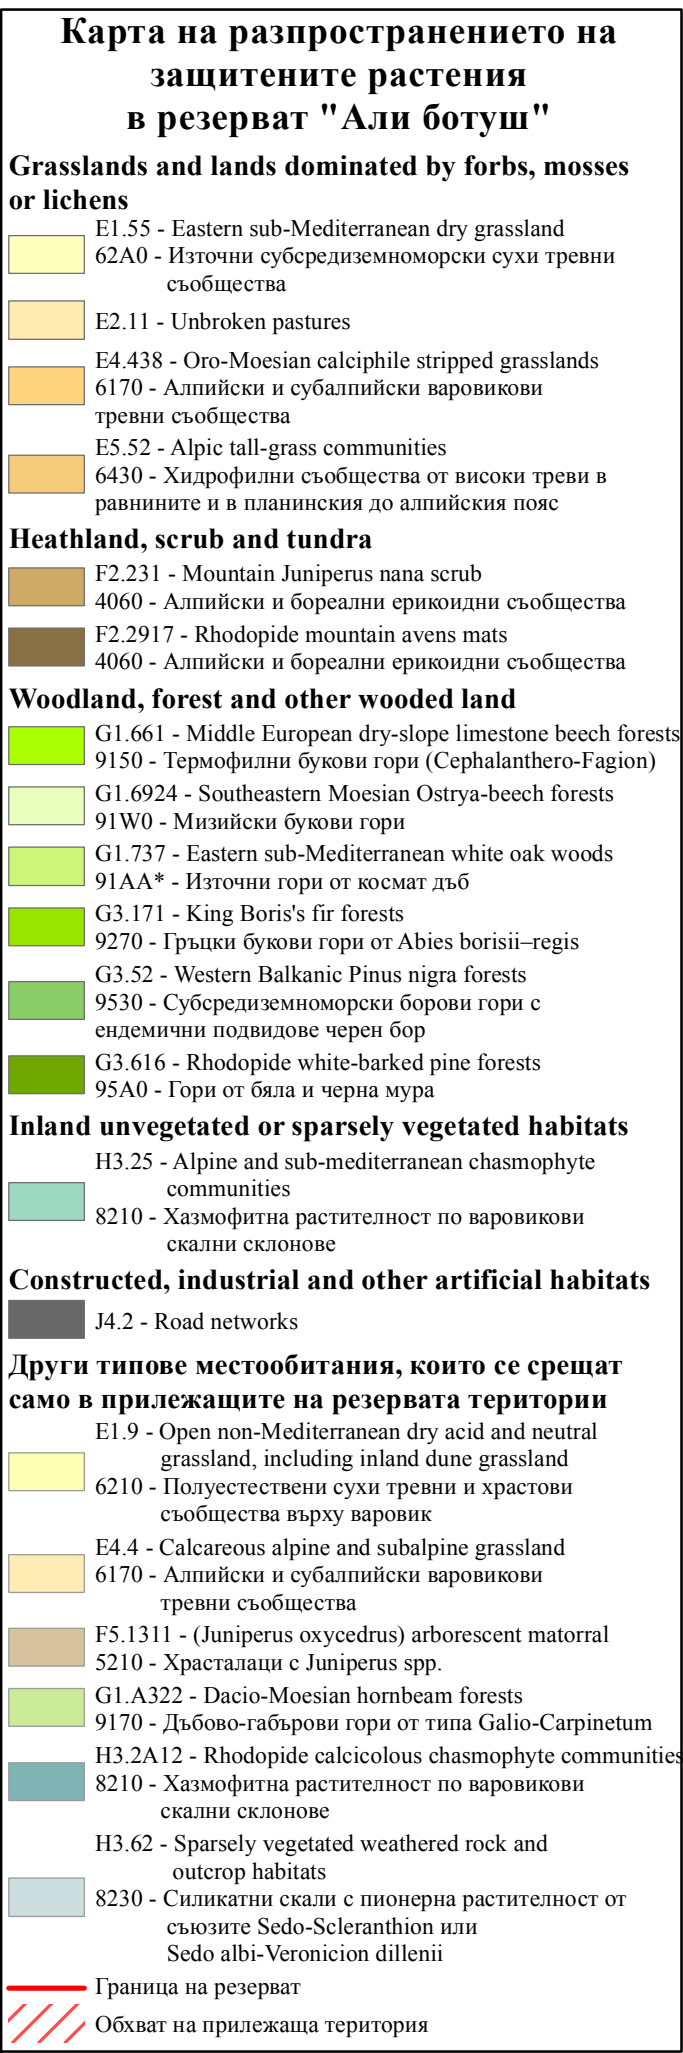 Карта на разпространението на
защитените растения
в резерват "Али ботуш"
Grasslands and lands dominated by forbs, mosses
or lichens
E1.55 - Eastern sub-Mediterranean dry grassland
62A0 - Източни субсредиземноморски сухи тревни
съобщества
E2.11 - Unbroken pastures
E4.438 - Oro-Moesian calciphile stripped grasslands
6170 - Алпийски и субалпийски варовикови
тревни съобщества
E5.52 - Alpic tall-grass communities
6430 - Хидрофилни съобщества от високи треви в
равнините и в планинския до алпийския пояс
Heathland, scrub and tundra
F2.231 - Mountain Juniperus nana scrub
4060 - Алпийски и бореални ерикоидни съобщества
F2.2917 - Rhodopide mountain avens mats
4060 - Алпийски и бореални ерикоидни съобщества
Woodland, forest and other wooded land
G1.661 - Middle European dry-slope limestone beech forests
9150 - Термофилни букови гори (Cephalanthero-Fagion)
G1.6924 - Southeastern Moesian Ostrya-beech forests
91W0 - Мизийски букови гори
G1.737 - Eastern sub-Mediterranean white oak woods
91AA* - Източни гори от космат дъб
G3.171 - King Boris's fir forests
9270 - Гръцки букови гори от Abies borisii–regis
G3.52 - Western Balkanic Pinus nigra forests
9530 - Субсредиземноморски борови гори с
ендемични подвидове черен бор
G3.616 - Rhodopide white-barked pine forests
95A0 - Гори от бяла и черна мура
Inland unvegetated or sparsely vegetated habitats
H3.25 - Alpine and sub-mediterranean chasmophyte
communities
8210 - Хазмофитна растителност по варовикови
скални склонове
Constructed, industrial and other artificial habitats
J4.2 - Road networks
Други типове местообитания, които се срещат
само в прилежащите на резервата територии
E1.9 - Open non-Mediterranean dry acid and neutral
grassland, including inland dune grassland
6210 - Полуестествени сухи тревни и храстови
съобщества върху варовик
E4.4 - Calcareous alpine and subalpine grassland
6170 - Алпийски и субалпийски варовикови
тревни съобщества
F5.1311 - (Juniperus oxycedrus) arborescent matorral
5210 - Храсталаци с Juniperus spp.
G1.A322 - Dacio-Moesian hornbeam forests
9170 - Дъбово-габърови гори от типа Galio-Carpinetum
H3.2A12 - Rhodopide calcicolous chasmophyte communities
8210 - Хазмофитна растителност по варовикови
скални склонове
H3.62 - Sparsely vegetated weathered rock and
outcrop habitats
8230 - Силикатни скали с пионерна растителност от
съюзите Sedo-Scleranthion или
Sedo albi-Veronicion dillenii
Граница на резерват
Обхват на прилежаща територия